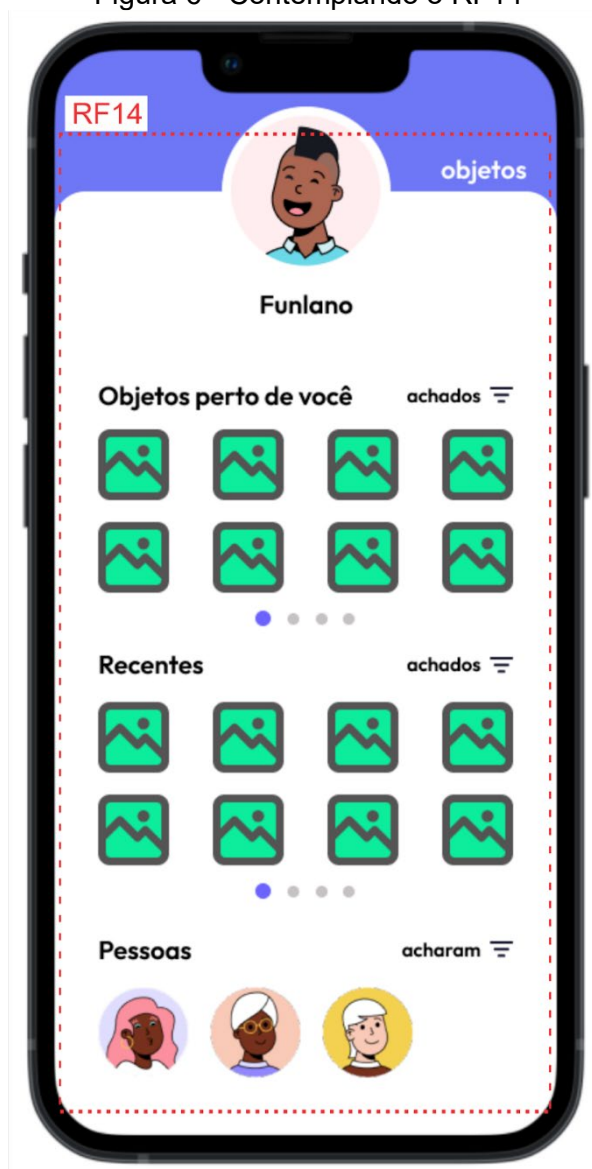 RF14
objetos
Funlano
Objetos perto de você achados
Recentes achados
Pessoas acharam